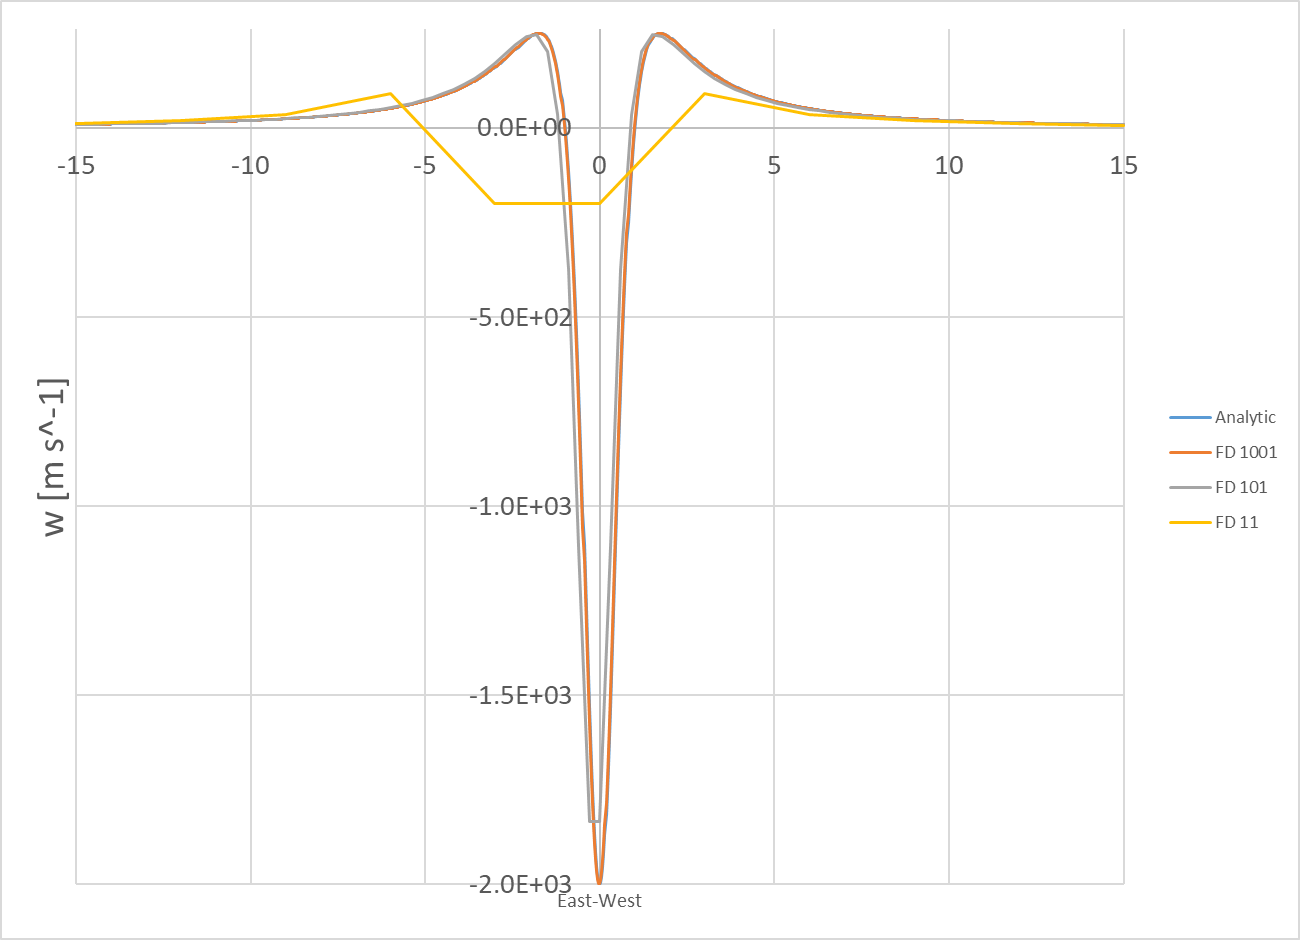 0.0E+00
-15 -10 -5 0 5 10 15
-5.0E+02
-1.0E+03
-1.5E+03
-2.0E+03
w [m s^-1]
East-West
Analytic
FD 1001
FD 101
FD 11